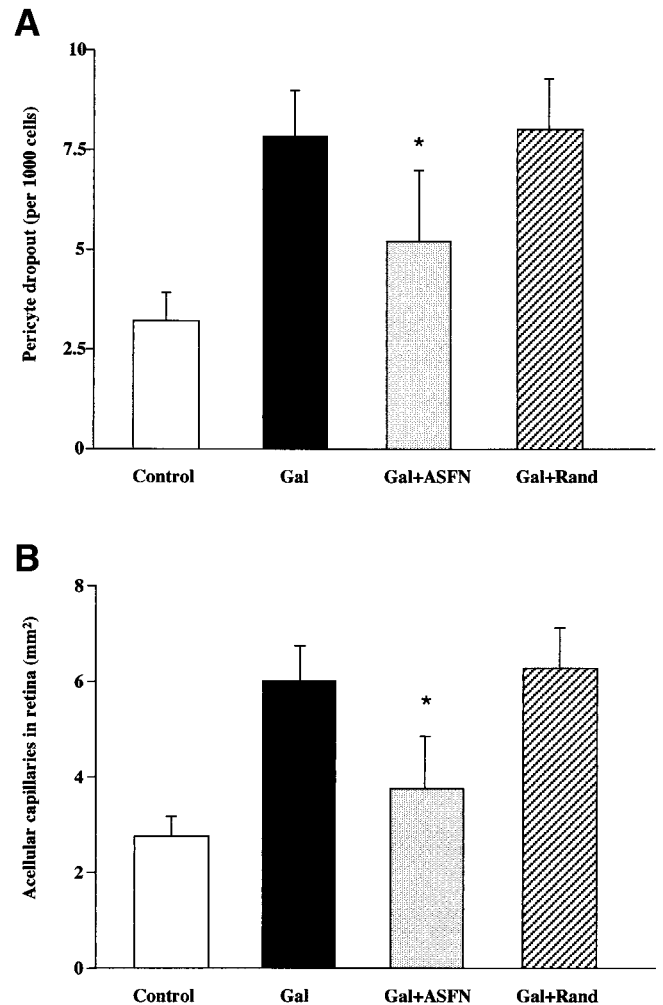 A
Pericyte dropout (per 1000 cells)
10
7.5
5
2.5
0
*
Control Gal Gal+ASFN Gal+Rand
B
Acellular capillaries in retina (mm²)
8
6
4
2
0
*
Control Gal Gal+ASFN Gal+Rand